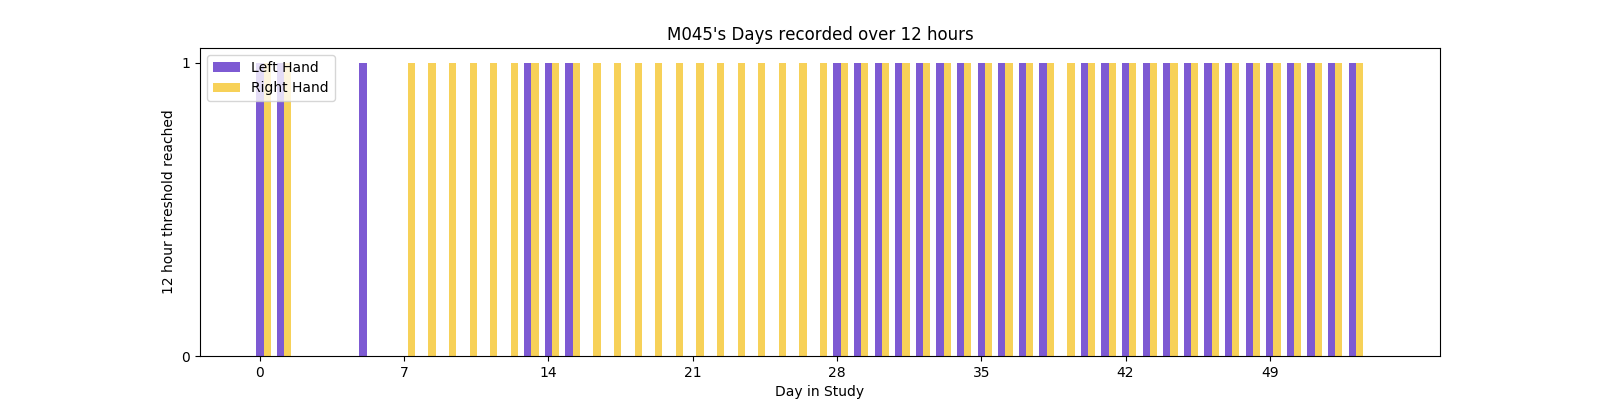 M045's Days recorded over 12 hours
Left Hand
Right Hand
12 hour threshold reached
1
0
0 7 14 21 28 35 42 49
Day in Study